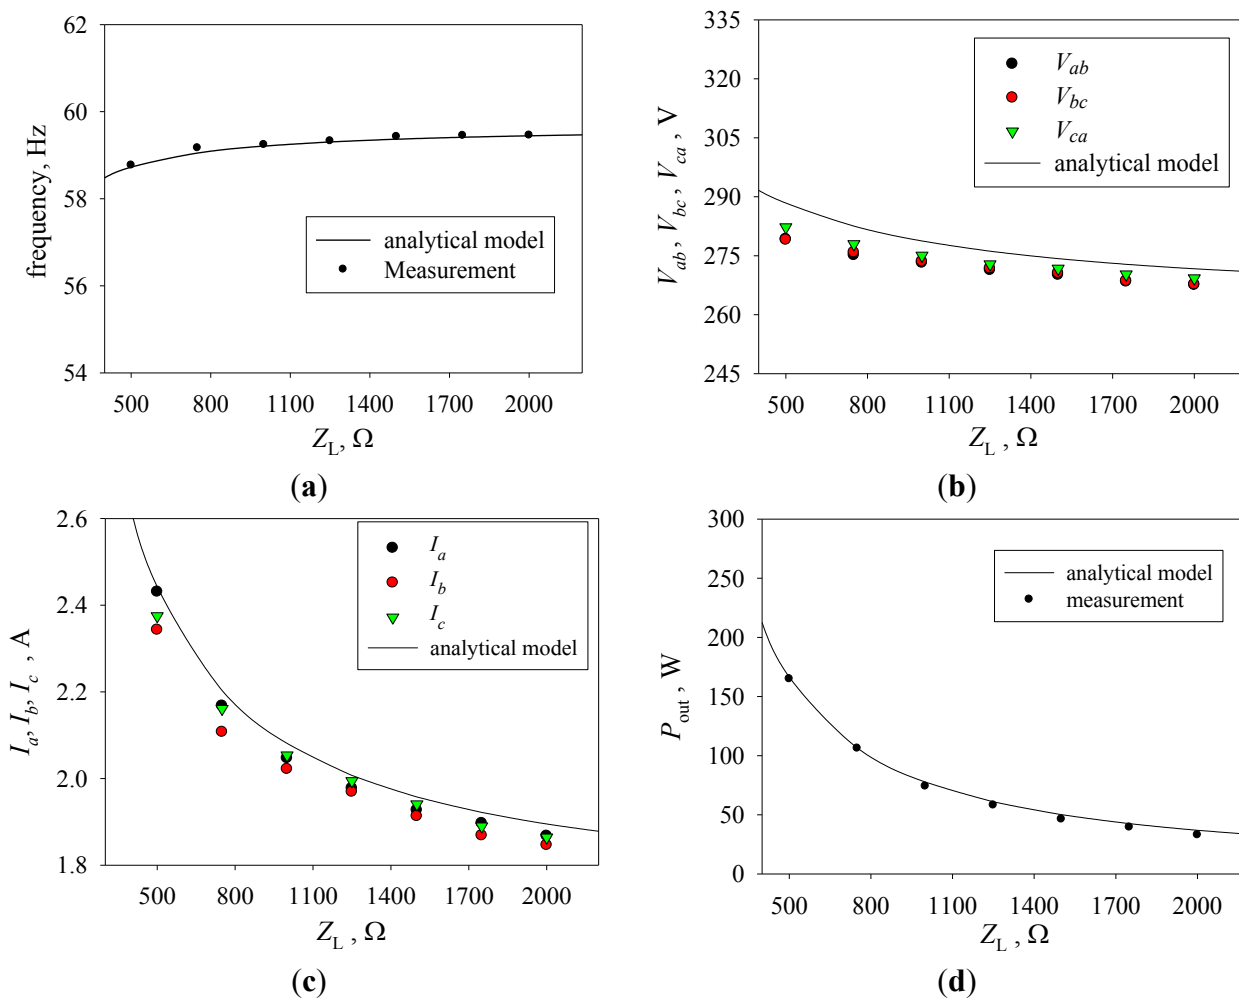 62
60
58
56
54
frequency, Hz
analytical model
Measurement
500 800 1100 1400 1700 2000
Z_L, Ω
(a)
335
320
305
290
275
260
245
V_ab, V_bc, V_ca, V
V_ab
V_bc
V_ca
analytical model
500 800 1100 1400 1700 2000
Z_L , Ω
(b)
2.6
2.4
2.2
2.0
1.8
I_a, I_b, I_c , A
I_a
I_b
I_c
analytical model
500 800 1100 1400 1700 2000
Z_L , Ω
(c)
300
250
200
150
100
50
0
P_out, W
analytical model
measurement
500 800 1100 1400 1700 2000
Z_L , Ω
(d)